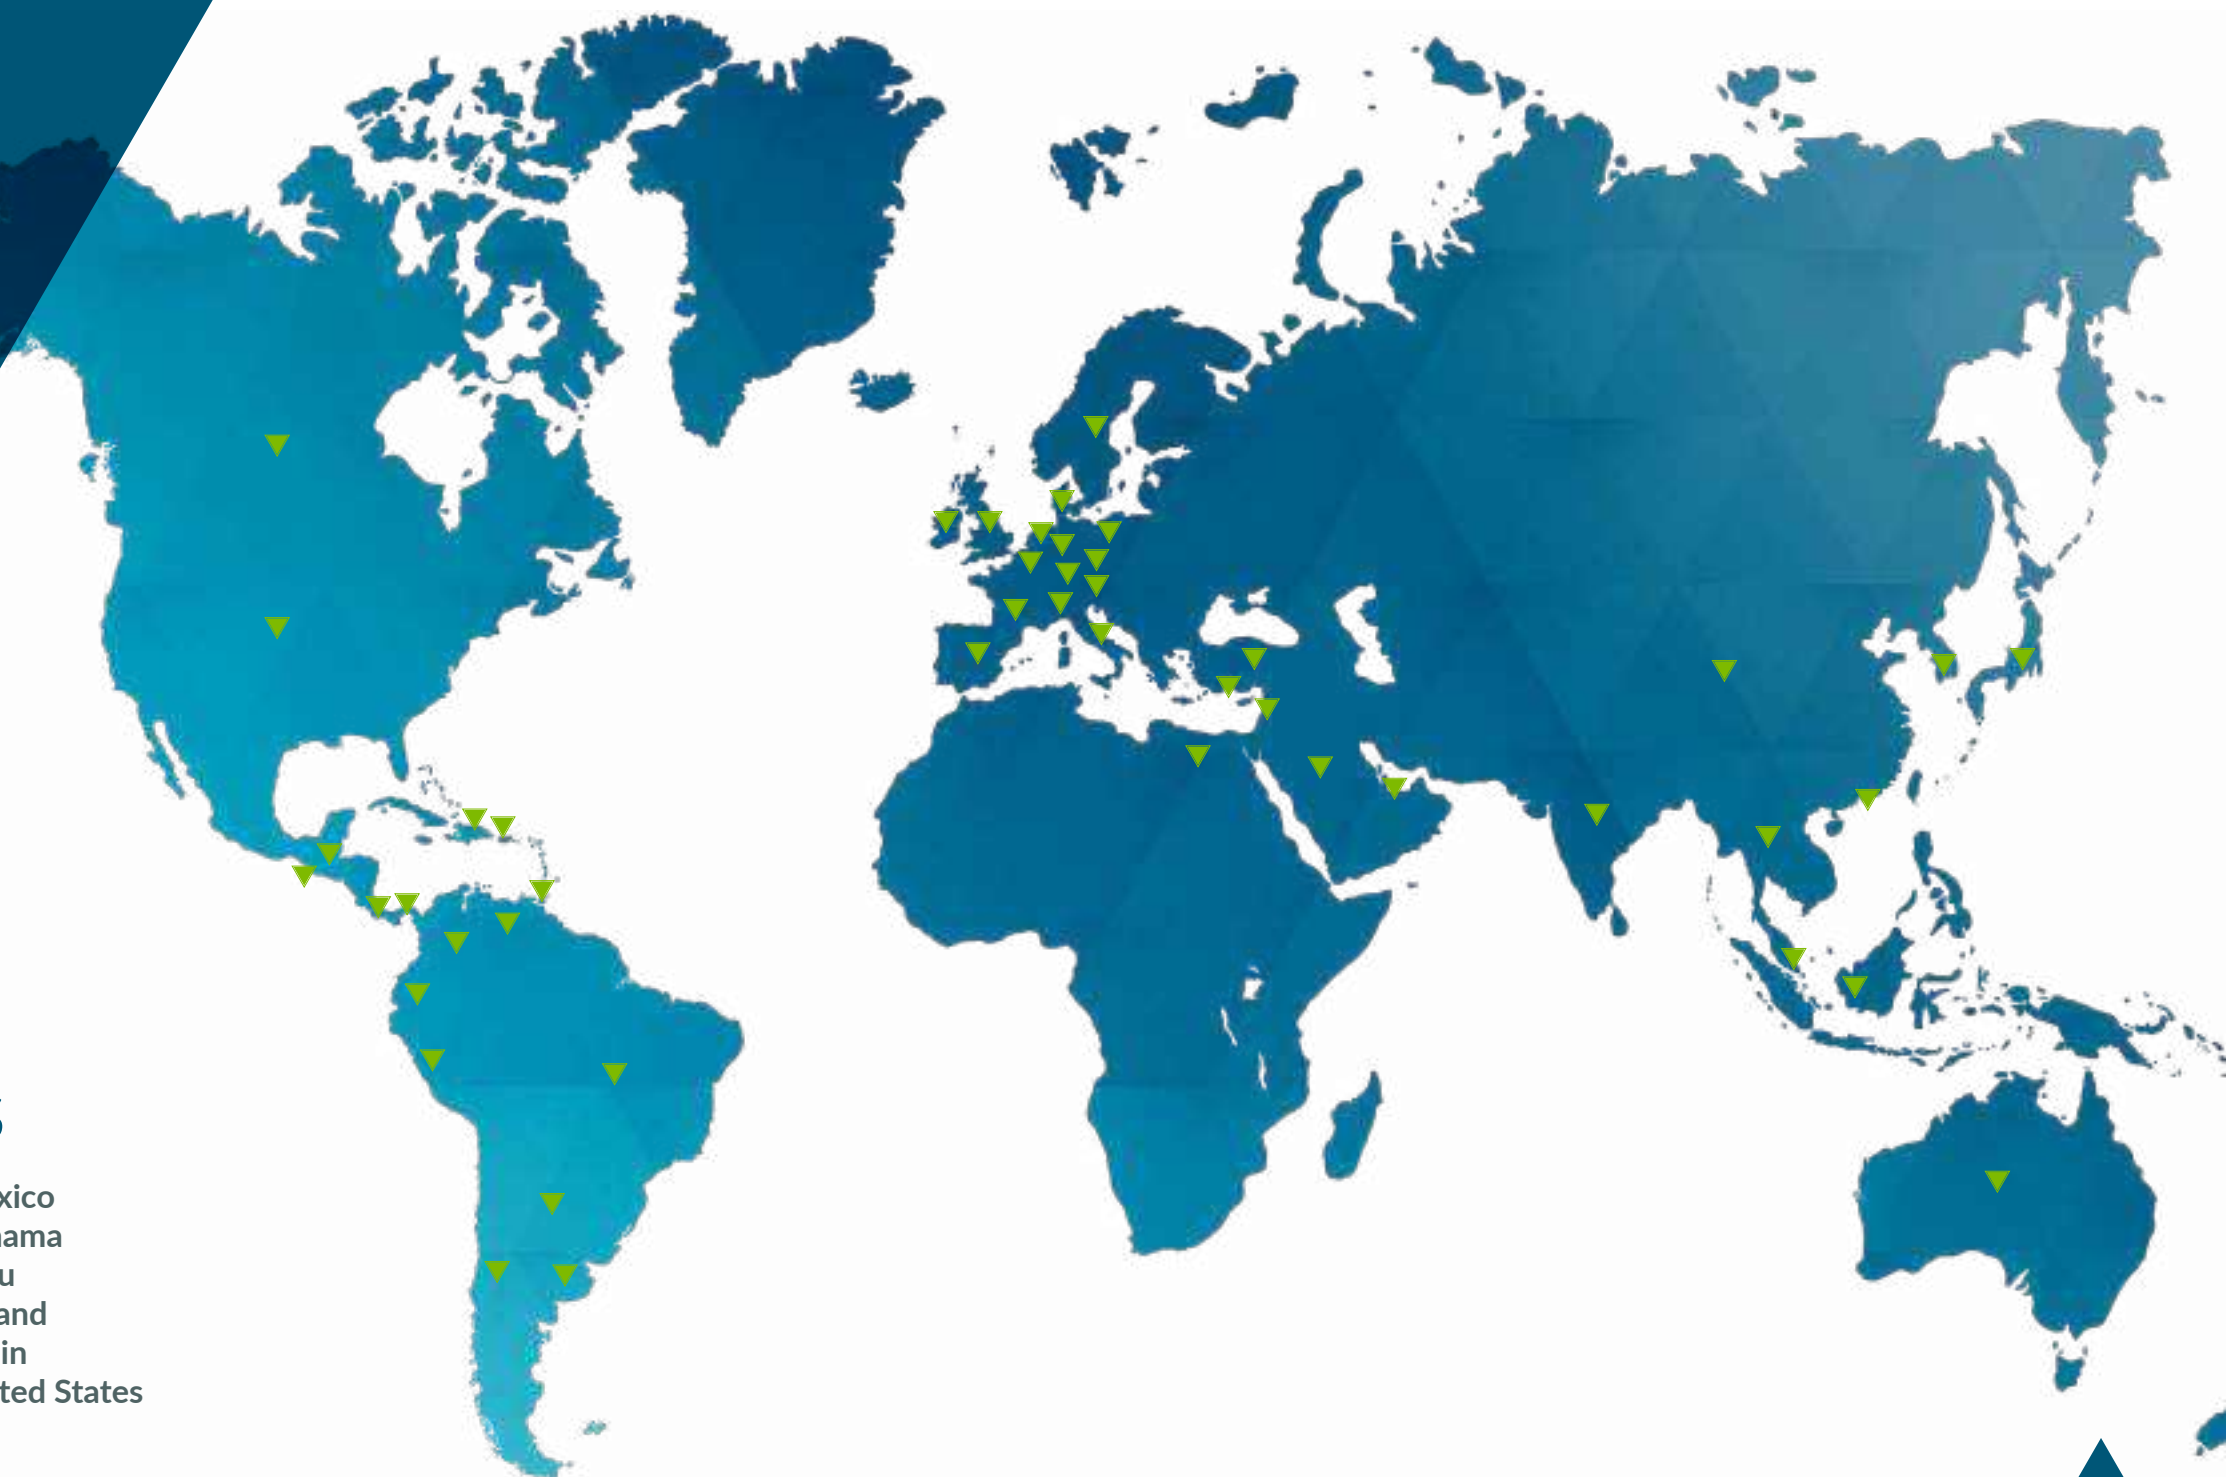 s
xico
ama
u
and
in
ted States